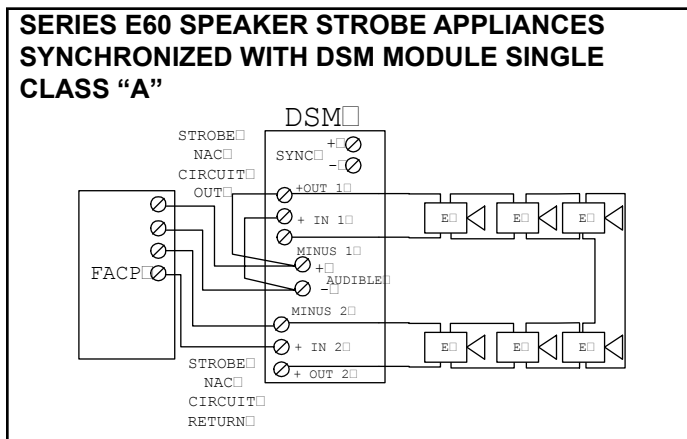 SERIES E60 SPEAKER STROBE APPLIANCES
SYNCHRONIZED WITH DSM MODULE SINGLE
CLASS “A”
DSM□
STROBE□
NAC□
CIRCUIT□
OUT□
SYNC□
+□
-□
+OUT 1□
+ IN 1□
MINUS 1□
+□
AUDIBLE□
-□
MINUS 2□
+ IN 2□
+ OUT 2□
FACP□
STROBE□
NAC□
CIRCUIT□
RETURN□
E□ E□ E□
E□ E□ E□